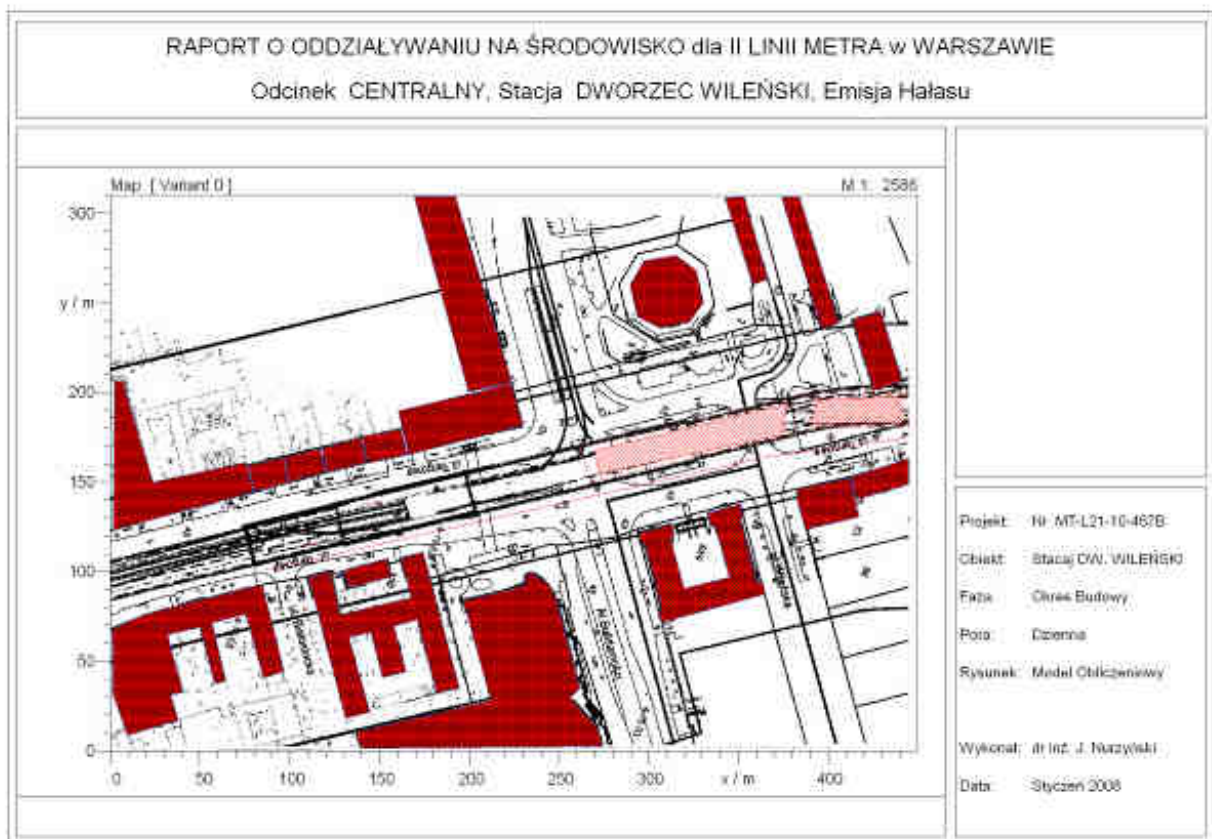 RAPORT O ODDZIAŁYWANIU NA ŚRODOWISKO dla II LINII METRA w WARSZAWIE
Odcinek CENTRALNY, Stacja DWORZEC WILEŃSKI, Emisja Hałasu
Map [ Variant 0 ]
M 1: 2586
300
y / m
200
150
100
50
0
0
50
100
150
200
250
300
x / m
400
Projekt: Nr MT-L21-10-467B
Obiekt: Stacaj DW. WILEŃSKI
Faza: Okres Budowy
Pora: Dzienna
Rysunek: Model Obliczeniowy
Wykonał: dr inż. J. Nurzyński
Data: Styczeń 2008